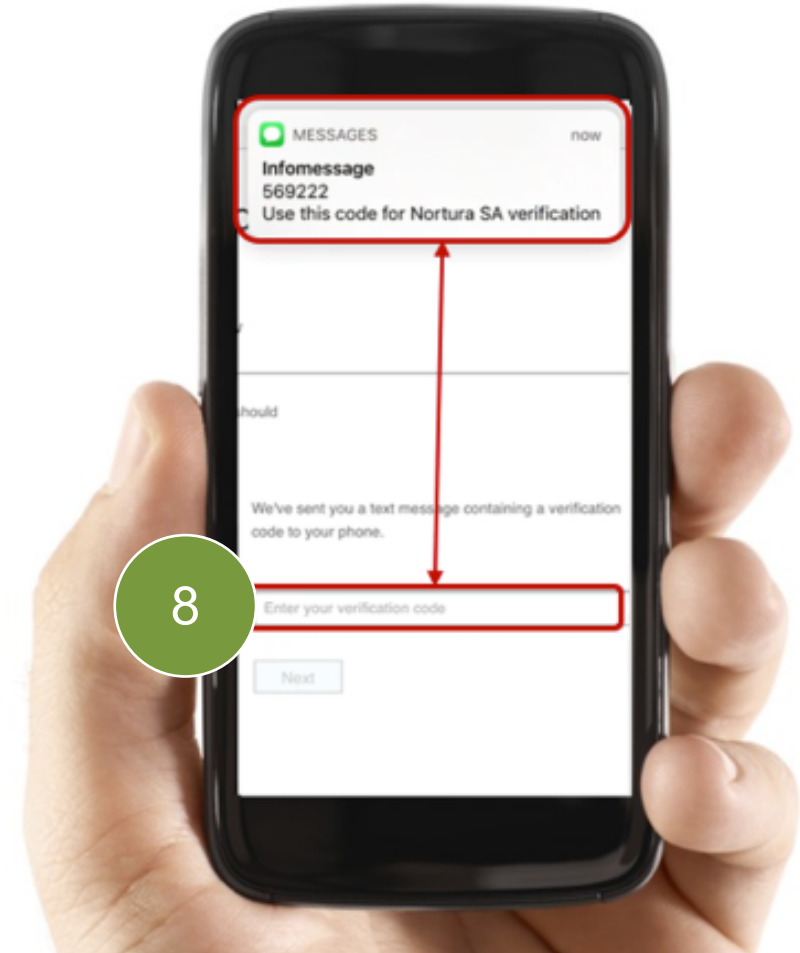 MESSAGES now
Infomessage
569222
Use this code for Nortura SA verification
should
We've sent you a text message containing a verification
code to your phone.
8
Enter your verification code
Next